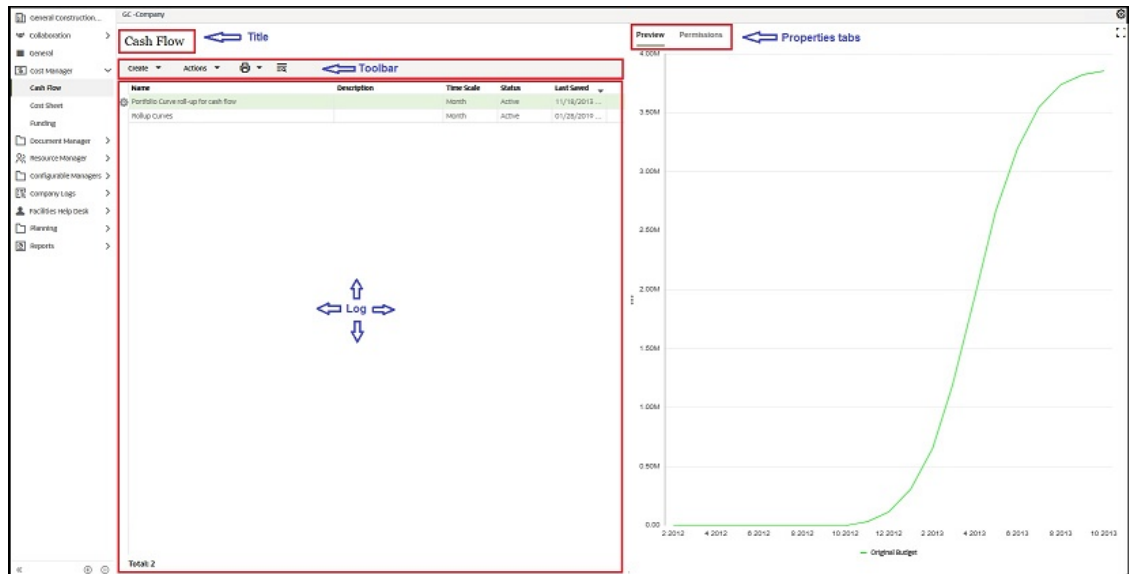 General Construction...
Collaboration
General
Cost Manager
Cash Flow
Cost Sheet
Funding
Document Manager
Resource Manager
Configurable Managers
Company Logs
Facilities Help Desk
Planning
Reports
GC -Company
Cash Flow
Title
Create
Actions
Toolbar
Name Description Time Scale Status Last Saved
Portfolio Curve roll-up for cash flow Month Active 11/18/2013 ...
Rollup Curves Month Active 01/28/2019 ...
Log
Total: 2
Preview Permissions
Properties tabs
4.00M
3.50M
3.00M
2.50M
2.00M
1.50M
1.00M
0.50M
0.00
2 2012 4 2012 6 2012 8 2012 10 2012 12 2012 2 2013 4 2013 6 2013 8 2013 10 2013
Original Budget